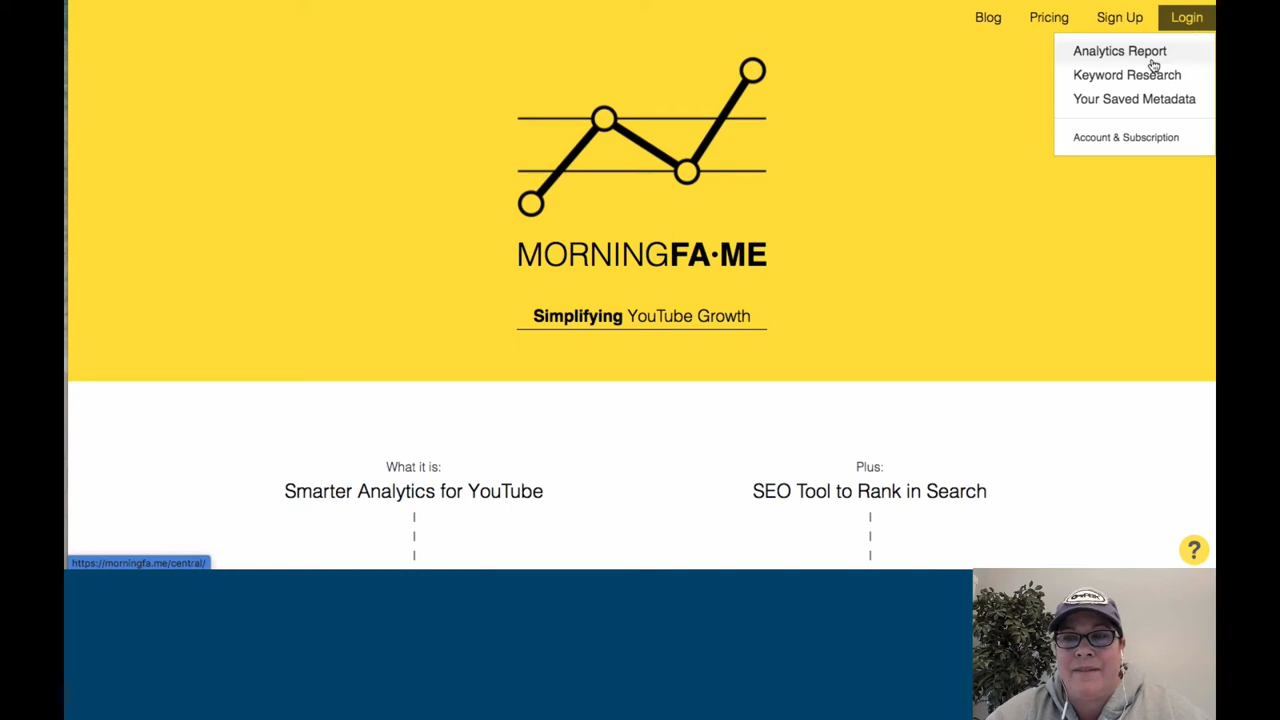 Blog Pricing Sign Up Login
Analytics Report
Keyword Research
Your Saved Metadata
Account & Subscription
MORNINGFA·ME
Simplifying YouTube Growth
What it is:
Smarter Analytics for YouTube
Plus:
SEO Tool to Rank in Search
?
https://morningfa.me/central/